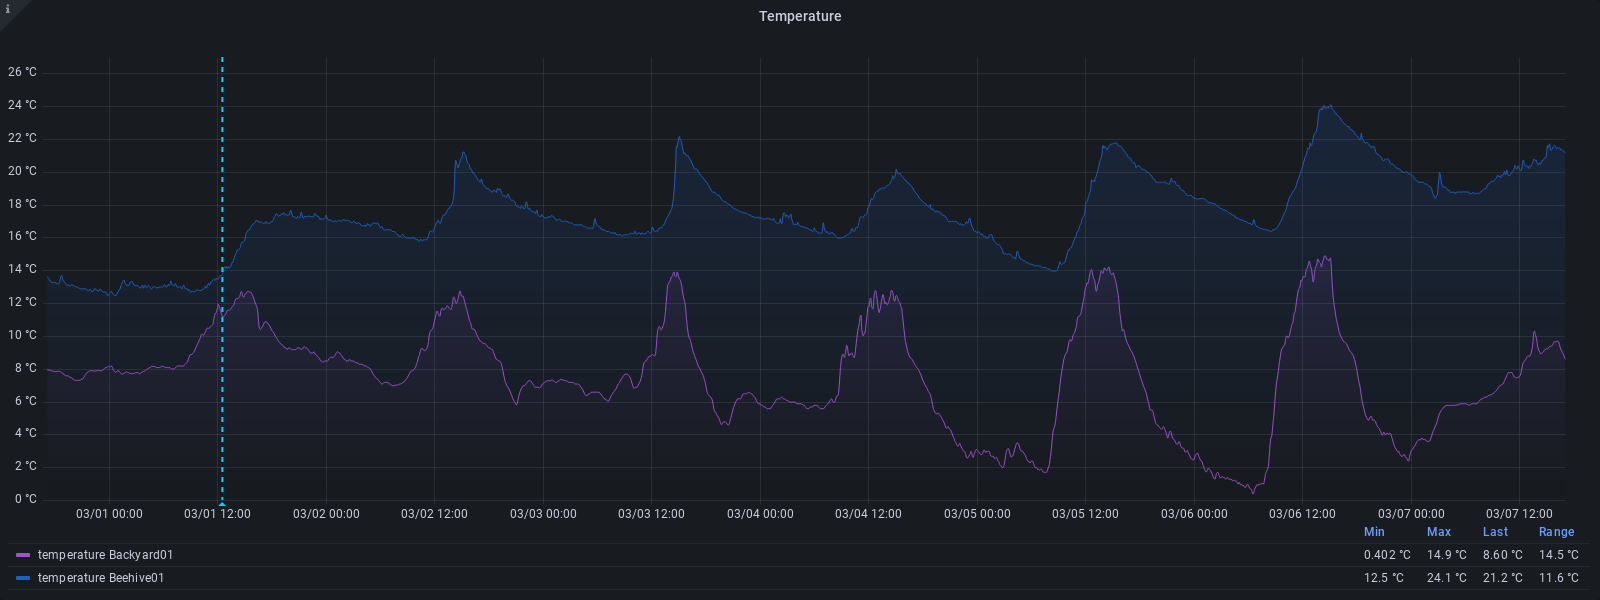 i
Temperature
26 °C
24 °C
22 °C
20 °C
18 °C
16 °C
14 °C
12 °C
10 °C
8 °C
6 °C
4 °C
2 °C
0 °C
03/01 00:00 03/01 12:00 03/02 00:00 03/02 12:00 03/03 00:00 03/03 12:00 03/04 00:00 03/04 12:00 03/05 00:00 03/05 12:00 03/06 00:00 03/06 12:00 03/07 00:00 03/07 12:00
Min Max Last Range
temperature Backyard01 0.402 °C 14.9 °C 8.60 °C 14.5 °C
temperature Beehive01 12.5 °C 24.1 °C 21.2 °C 11.6 °C